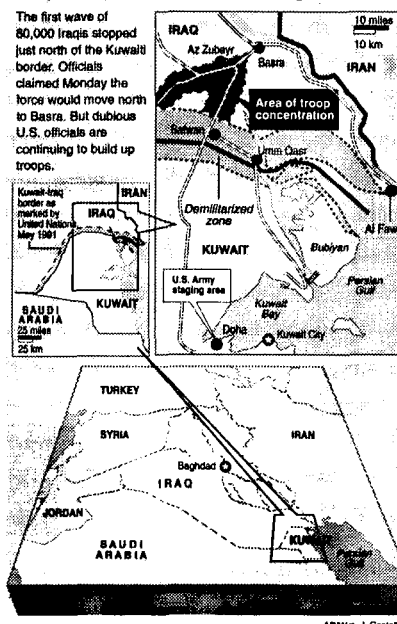 The first wave of
80,000 Iraqis stopped
just north of the Kuwaiti
border. Officials
claimed Monday the
force would move north
to Basra. But dubious
U.S. officials are
continuing to build up
troops.
10 miles
10 km
IRAQ
Az Zubayr
Basra
IRAN
Area of troop
concentration
Safwan
Umm Qasr
Demilitarized
zone
Al Faw
KUWAIT
Bubiyan
U.S. Army
staging area
Persian
Gulf
Kuwait
Bay
Doha
Kuwait City
Kuwait-Iraq
border as
marked by
United Nations,
May 1991
IRAN
IRAQ
KUWAIT
SAUDI
ARABIA
25 miles
25 km
TURKEY
SYRIA
IRAN
Baghdad
IRAQ
JORDAN
KUWAIT
SAUDI
ARABIA
Persian
Gulf